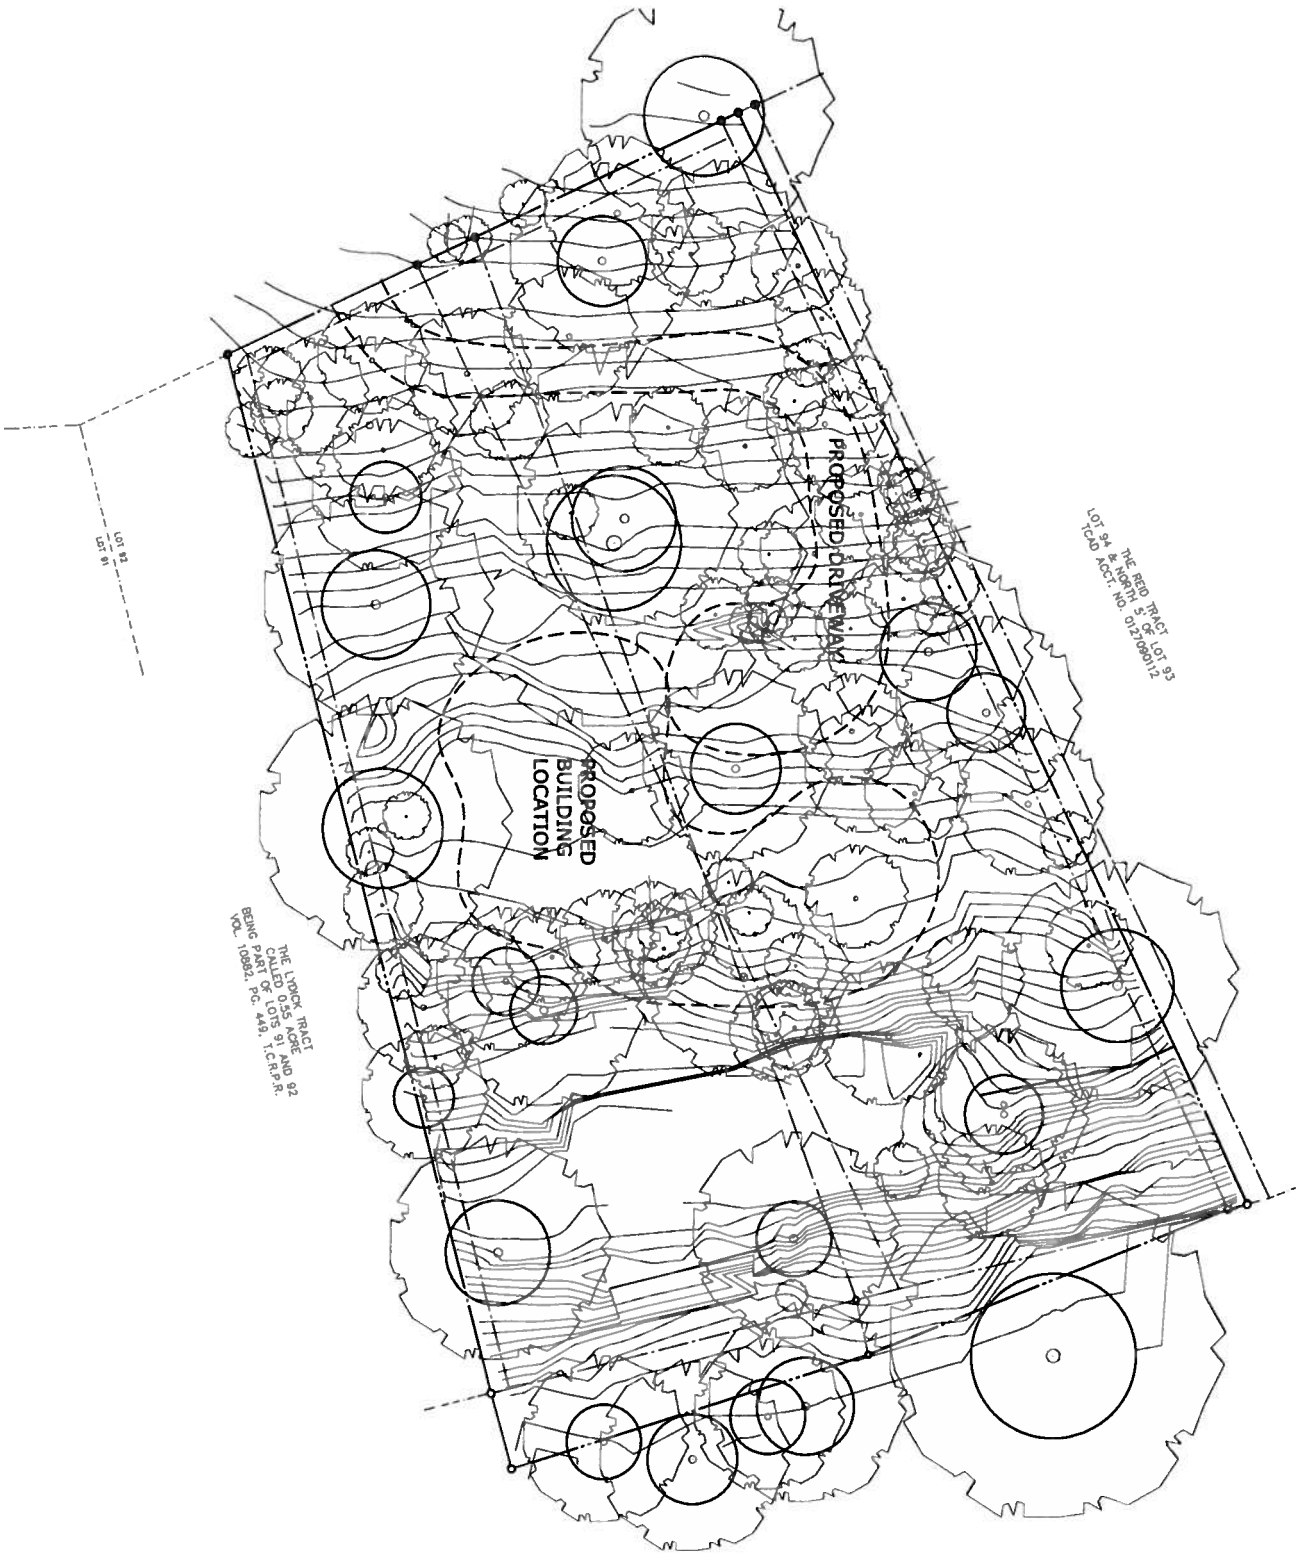 PROPOSED DRIVEWAY
THE REID TRACT
LOT 94 & NORTH 5' OF LOT 93
TCAD ACCT. NO. 0127090112
LOT 92
LOT 91
PROPOSED
BUILDING
LOCATION
THE LYDICK TRACT
CALLED 0.55 ACRE
BEING PART OF LOTS 91 AND 92
VOL. 10882, PG. 449, T.C.R.P.R.